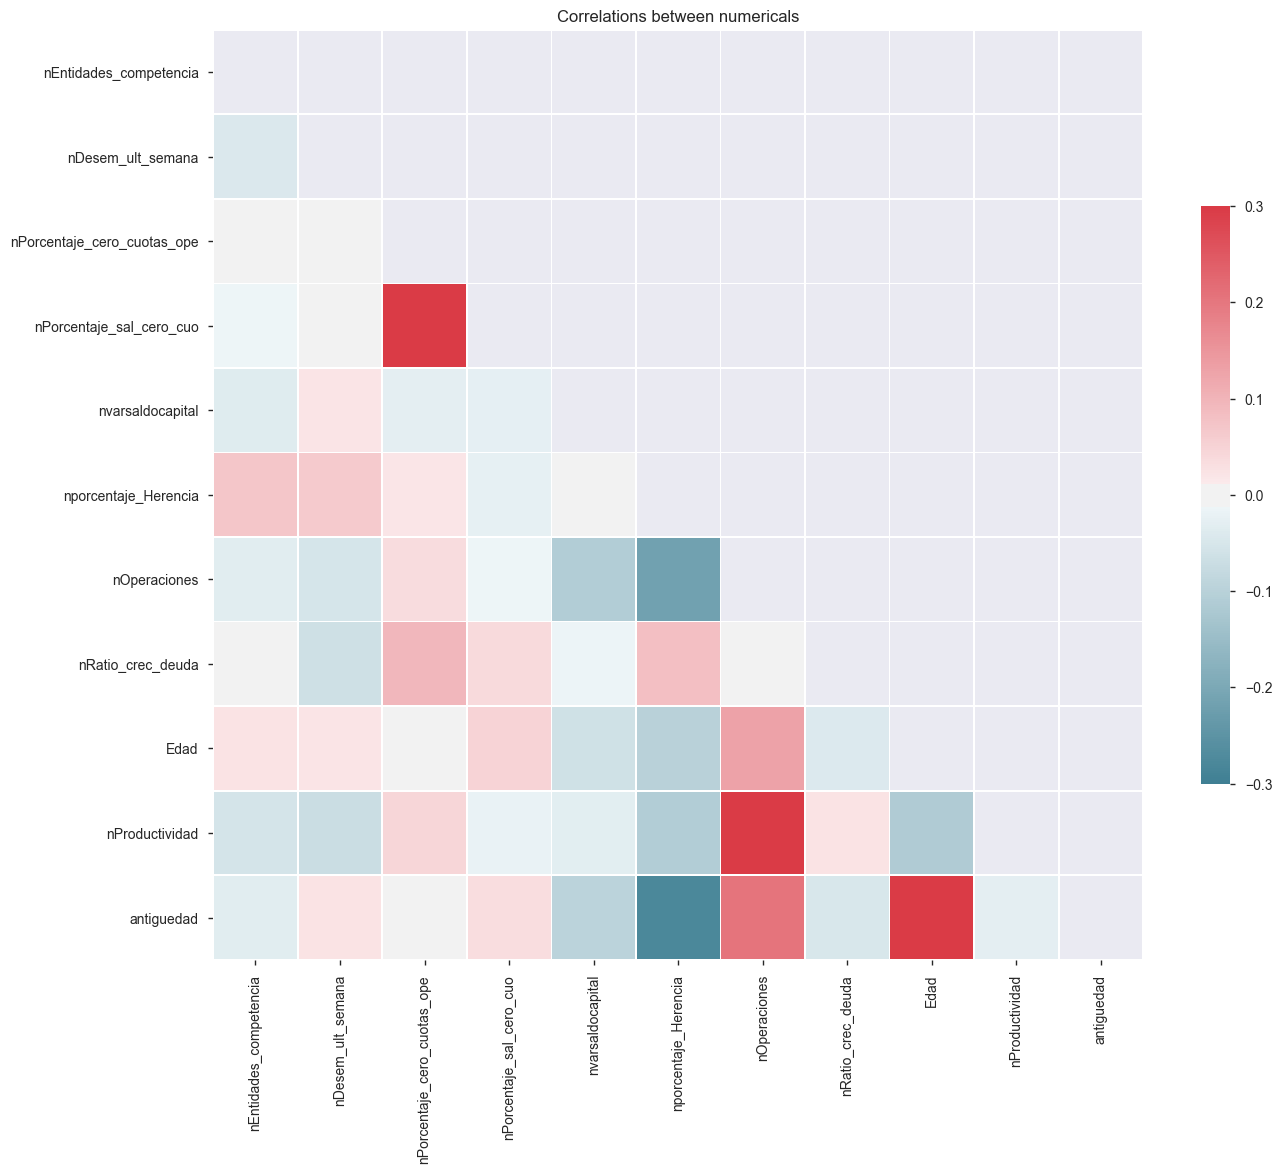 Correlations between numericals
nEntidades_competencia
nDesem_ult_semana
nPorcentaje_cero_cuotas_ope
nPorcentaje_sal_cero_cuo
nvarsaldocapital
nporcentaje_Herencia
nOperaciones
nRatio_crec_deuda
Edad
nProductividad
antiguedad
nEntidades_competencia
nDesem_ult_semana
nPorcentaje_cero_cuotas_ope
nPorcentaje_sal_cero_cuo
nvarsaldocapital
nporcentaje_Herencia
nOperaciones
nRatio_crec_deuda
Edad
nProductividad
antiguedad
0.3
0.2
0.1
0.0
−0.1
−0.2
−0.3